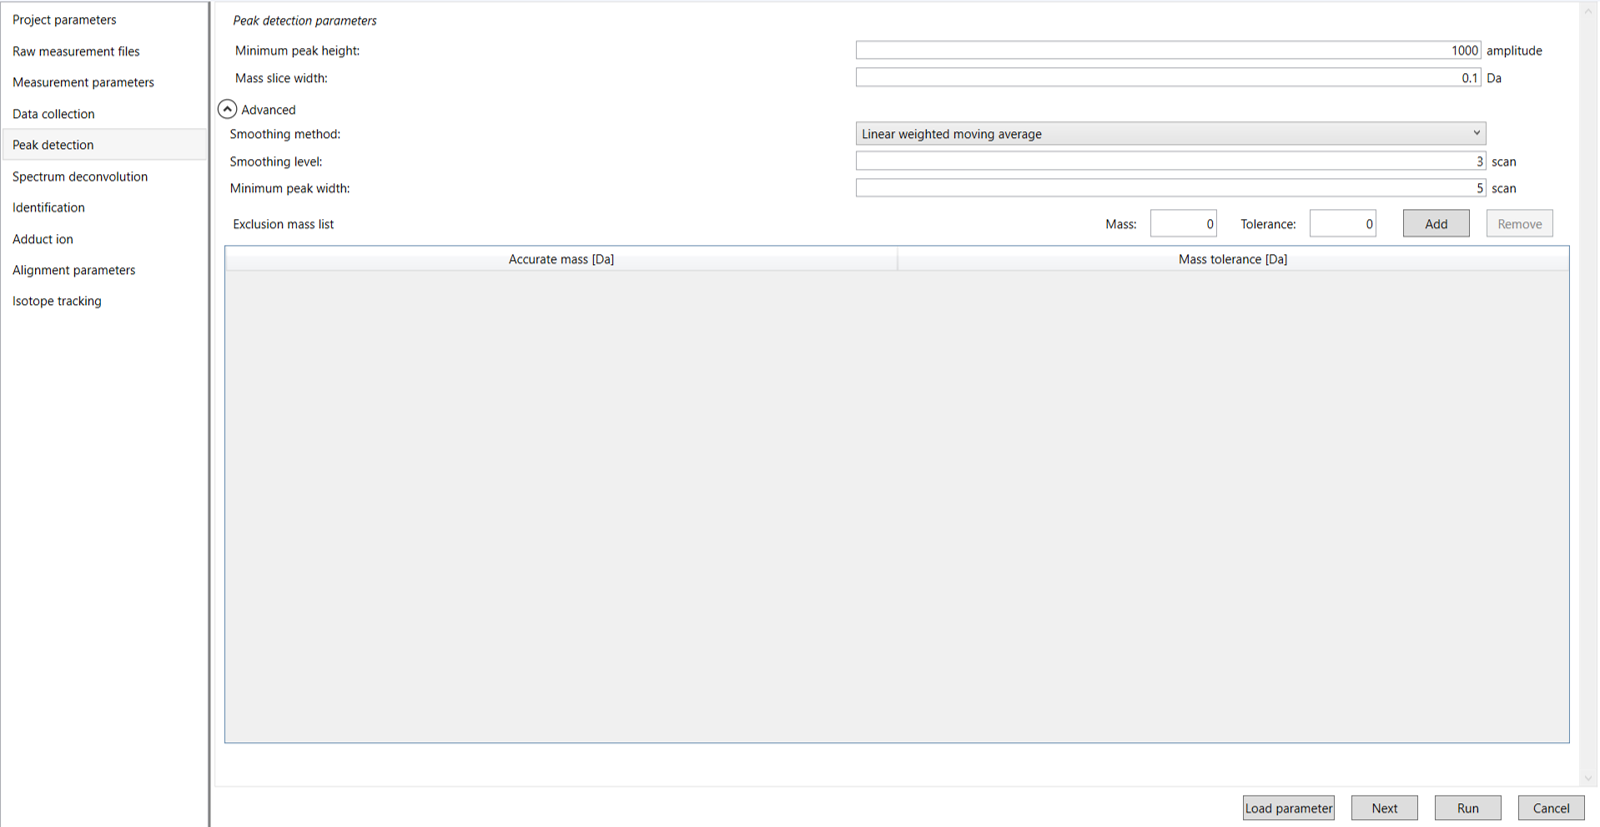 Project parameters
Raw measurement files
Measurement parameters
Data collection
Peak detection
Spectrum deconvolution
Identification
Adduct ion
Alignment parameters
Isotope tracking
Peak detection parameters
Minimum peak height: 1000 amplitude
Mass slice width: 0.1 Da
Advanced
Smoothing method: Linear weighted moving average
Smoothing level: 3 scan
Minimum peak width: 5 scan
Exclusion mass list Mass: 0 Tolerance: 0 Add Remove
Accurate mass [Da] Mass tolerance [Da]
Load parameter Next Run Cancel